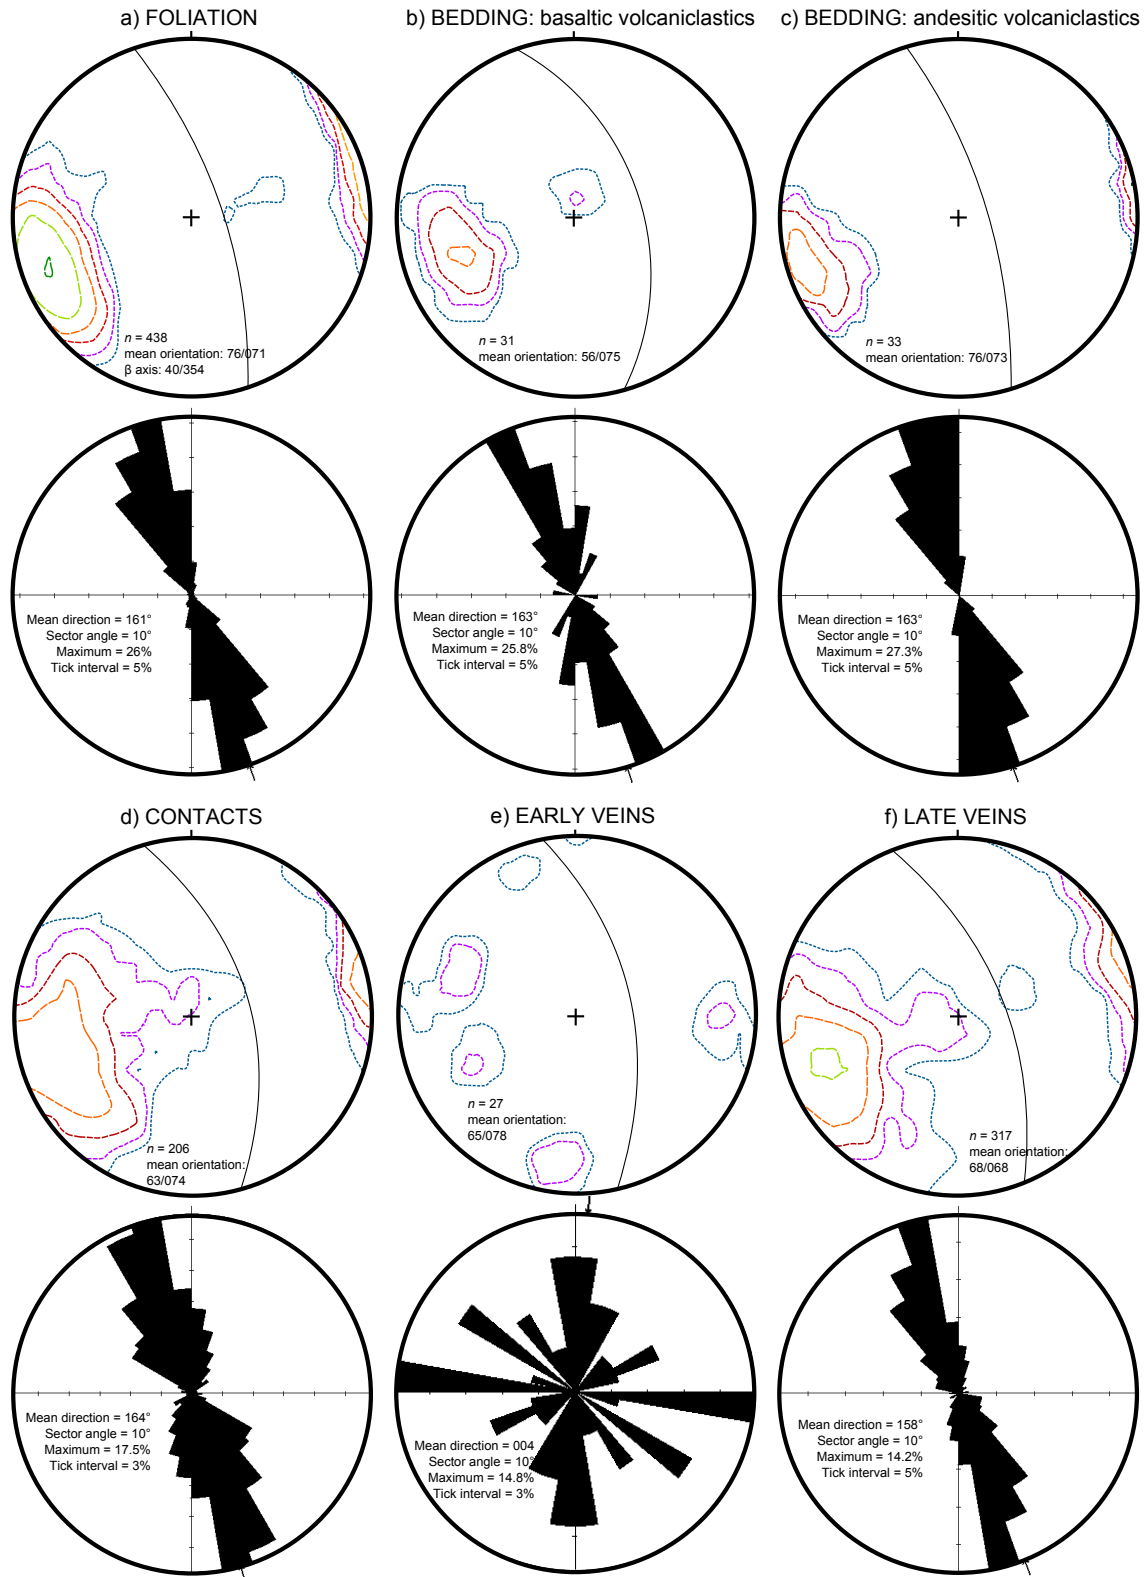 a) FOLIATION
n = 438
mean orientation: 76/071
β axis: 40/354
b) BEDDING: basaltic volcaniclastics
n = 31
mean orientation: 56/075
c) BEDDING: andesitic volcaniclastics
n = 33
mean orientation: 76/073
Mean direction = 161°
Sector angle = 10°
Maximum = 26%
Tick interval = 5%
Mean direction = 163°
Sector angle = 10°
Maximum = 25.8%
Tick interval = 5%
Mean direction = 163°
Sector angle = 10°
Maximum = 27.3%
Tick interval = 5%
d) CONTACTS
n = 206
mean orientation:
63/074
e) EARLY VEINS
n = 27
mean orientation:
65/078
f) LATE VEINS
n = 317
mean orientation:
68/068
Mean direction = 164°
Sector angle = 10°
Maximum = 17.5%
Tick interval = 3%
Mean direction = 004
Sector angle = 10°
Maximum = 14.8%
Tick interval = 3%
Mean direction = 158°
Sector angle = 10°
Maximum = 14.2%
Tick interval = 5%